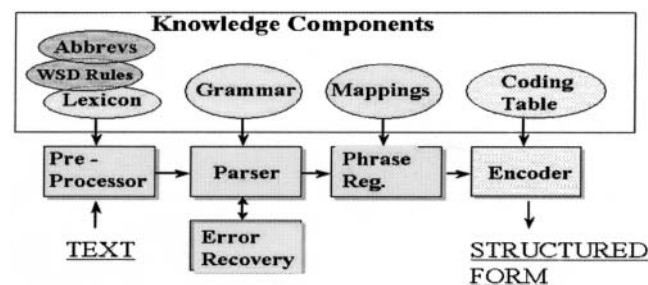 Knowledge Components
Abbrevs
WSD Rules
Lexicon
Grammar
Mappings
Coding
Table
Pre -
Processor
Parser
Phrase
Reg.
Encoder
TEXT
Error
Recovery
STRUCTURED
FORM